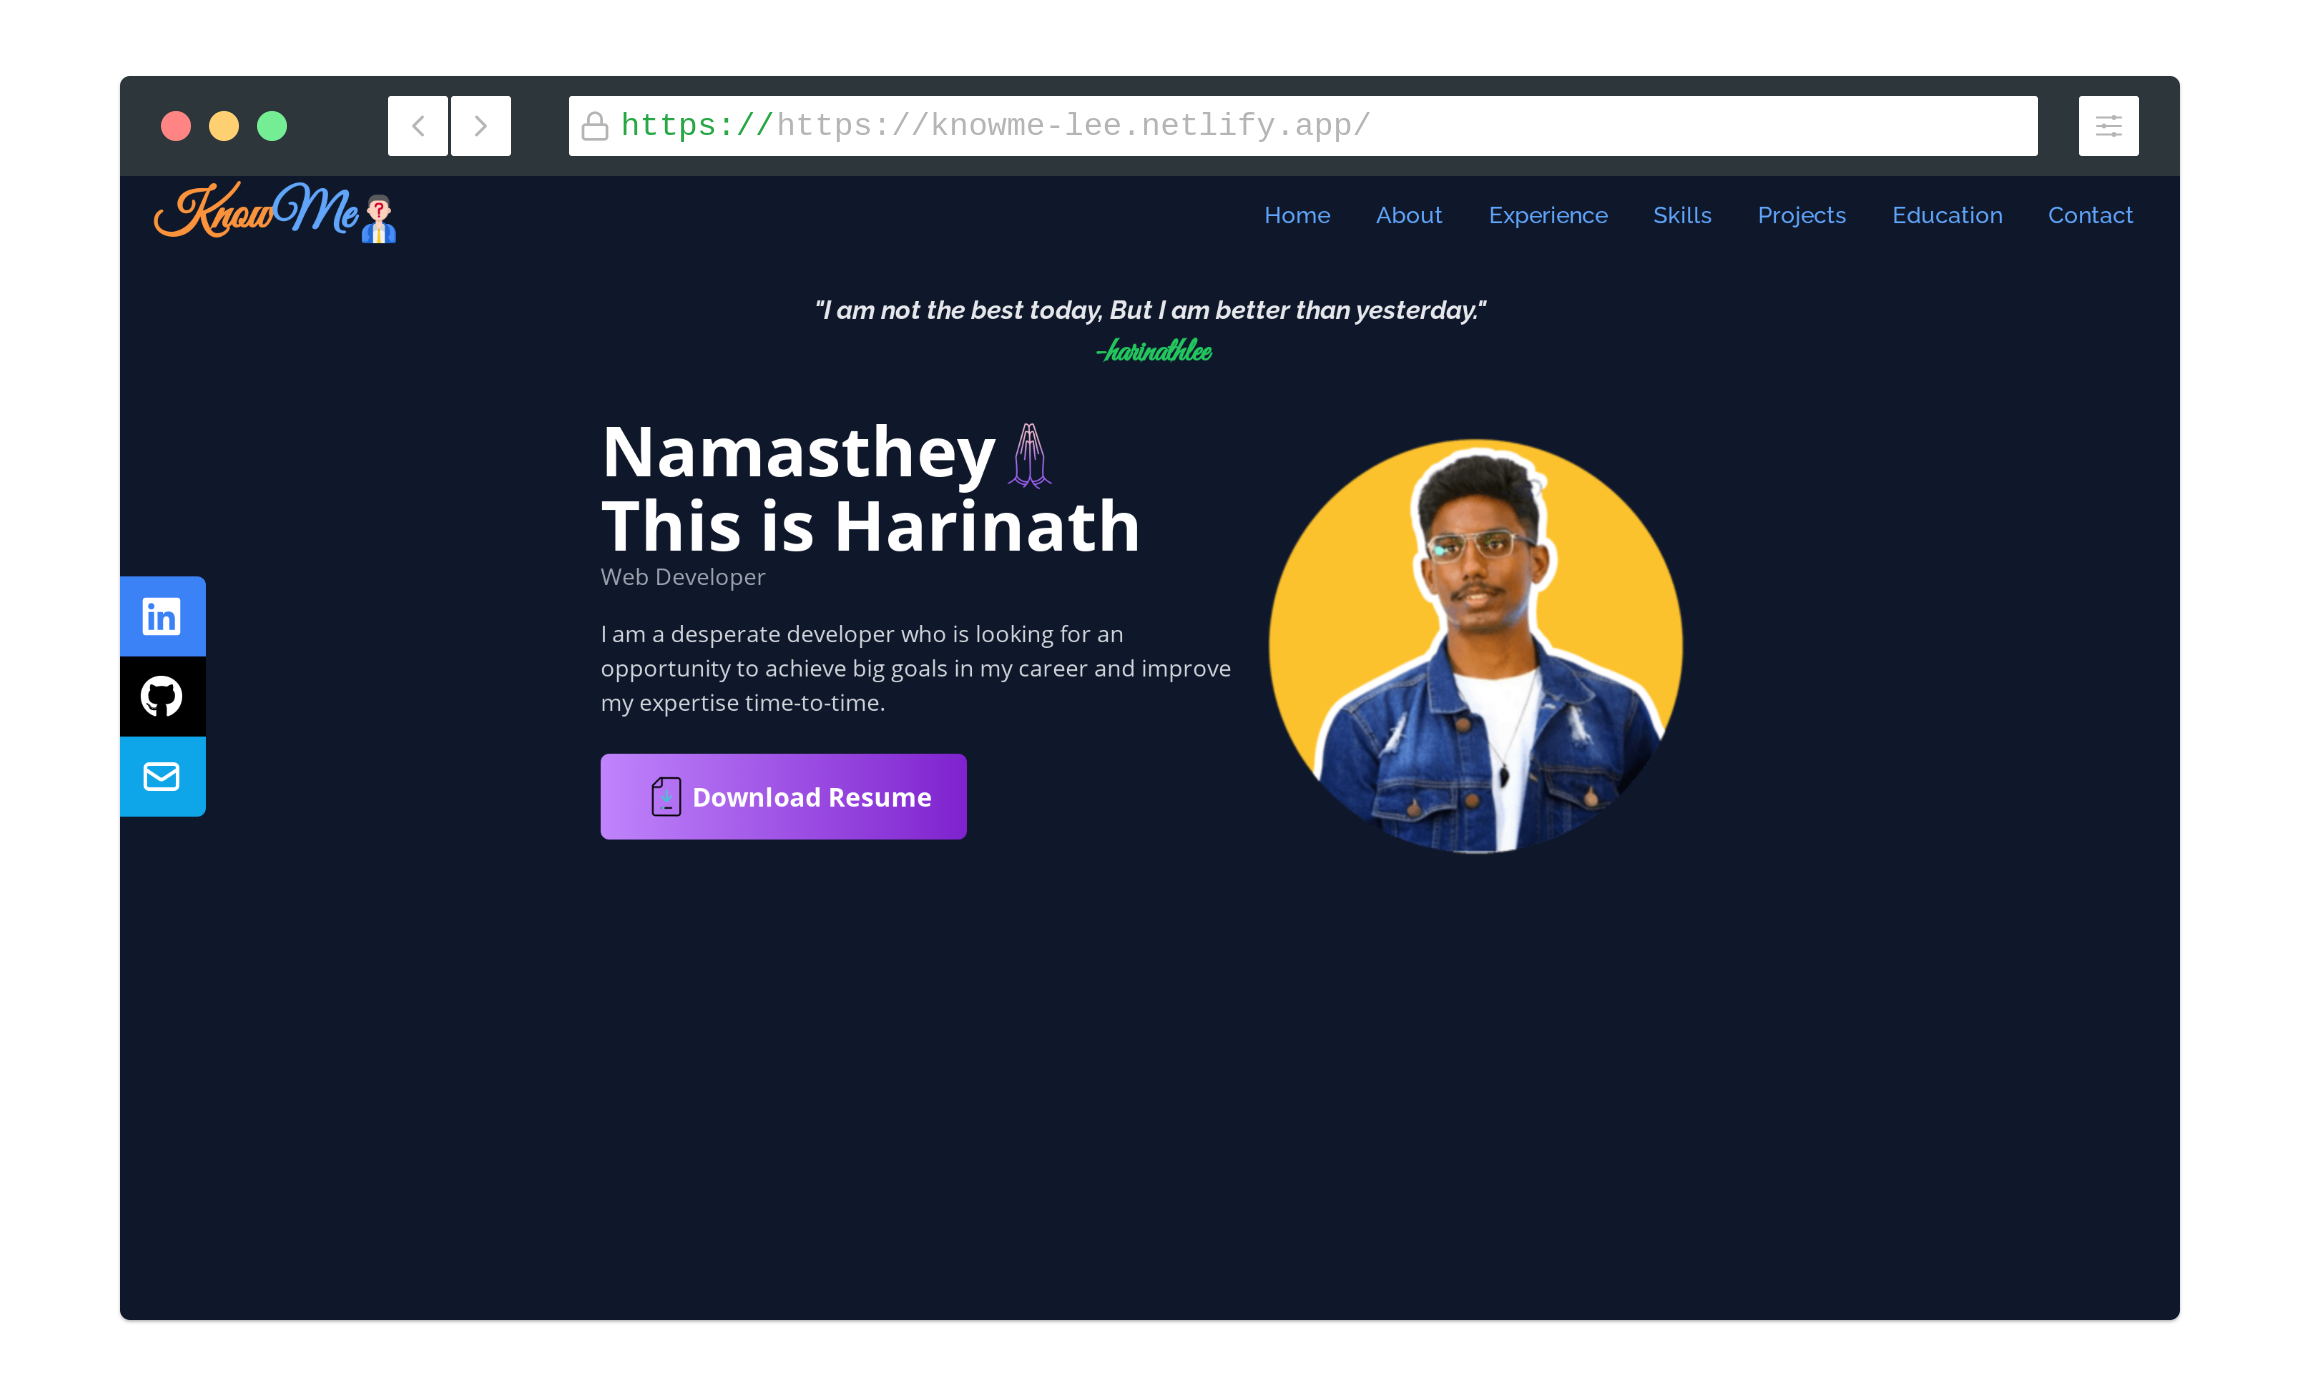 https://https://knowme-lee.netlify.app/
KnowMe
Home About Experience Skills Projects Education Contact
"I am not the best today, But I am better than yesterday."
-harinathlee
Namasthey
This is Harinath
Web Developer
I am a desperate developer who is looking for an
opportunity to achieve big goals in my career and improve
my expertise time-to-time.
Download Resume